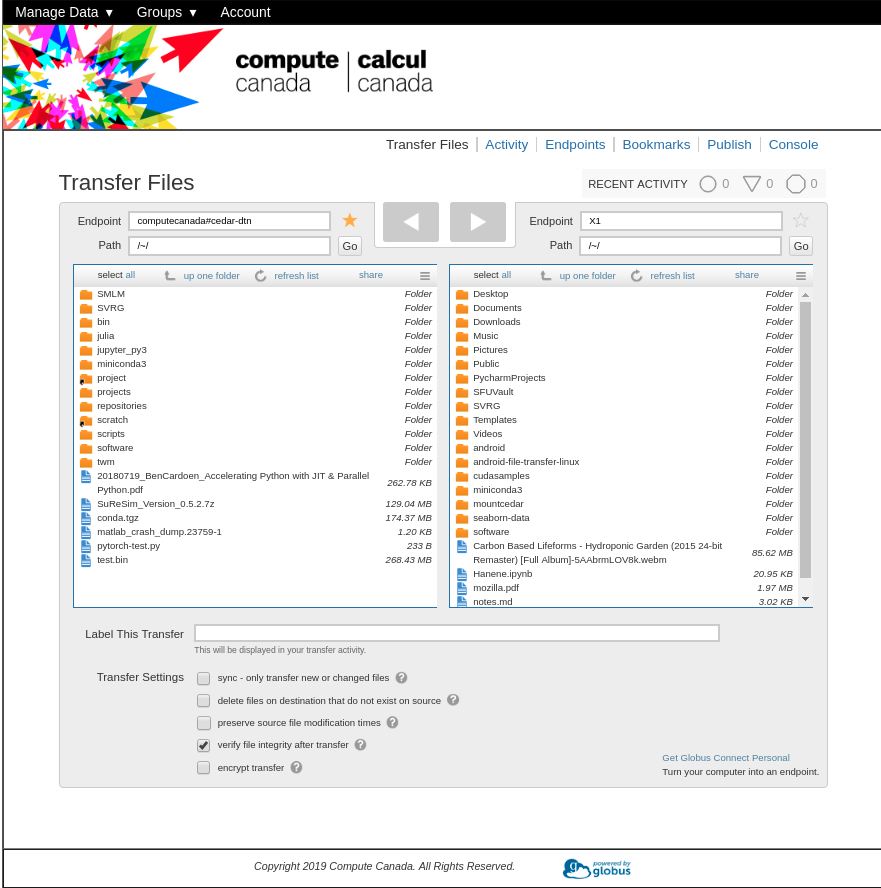 Manage Data ▼ Groups ▼ Account
compute calcul
canada canada
Transfer Files Activity Endpoints Bookmarks Publish Console
Transfer Files
RECENT ACTIVITY 0 0 0
Endpoint computecanada#cedar-dtn
Path /~/ Go
Endpoint X1
Path /~/ Go
select all up one folder refresh list share
SMLM Folder
SVRG Folder
bin Folder
julia Folder
jupyter_py3 Folder
miniconda3 Folder
project Folder
projects Folder
repositories Folder
scratch Folder
scripts Folder
software Folder
twm Folder
20180719_BenCardoen_Accelerating Python with JIT & Parallel
Python.pdf 262.78 KB
SuReSim_Version_0.5.2.7z 129.04 MB
conda.tgz 174.37 MB
matlab_crash_dump.23759-1 1.20 KB
pytorch-test.py 233 B
test.bin 268.43 MB
select all up one folder refresh list share
Desktop Folder
Documents Folder
Downloads Folder
Music Folder
Pictures Folder
Public Folder
PycharmProjects Folder
SFUVault Folder
SVRG Folder
Templates Folder
Videos Folder
android Folder
android-file-transfer-linux Folder
cudasamples Folder
miniconda3 Folder
mountcedar Folder
seaborn-data Folder
software Folder
Carbon Based Lifeforms - Hydroponic Garden (2015 24-bit
Remaster) [Full Album]-5AAbrmLOV8k.webm 85.62 MB
Hanene.ipynb 20.95 KB
mozilla.pdf 1.97 MB
notes.md 3.02 KB
Label This Transfer
This will be displayed in your transfer activity.
Transfer Settings
sync - only transfer new or changed files ?
delete files on destination that do not exist on source ?
preserve source file modification times ?
verify file integrity after transfer ?
encrypt transfer ?
Get Globus Connect Personal
Turn your computer into an endpoint.
Copyright 2019 Compute Canada. All Rights Reserved.
g powered by
globus